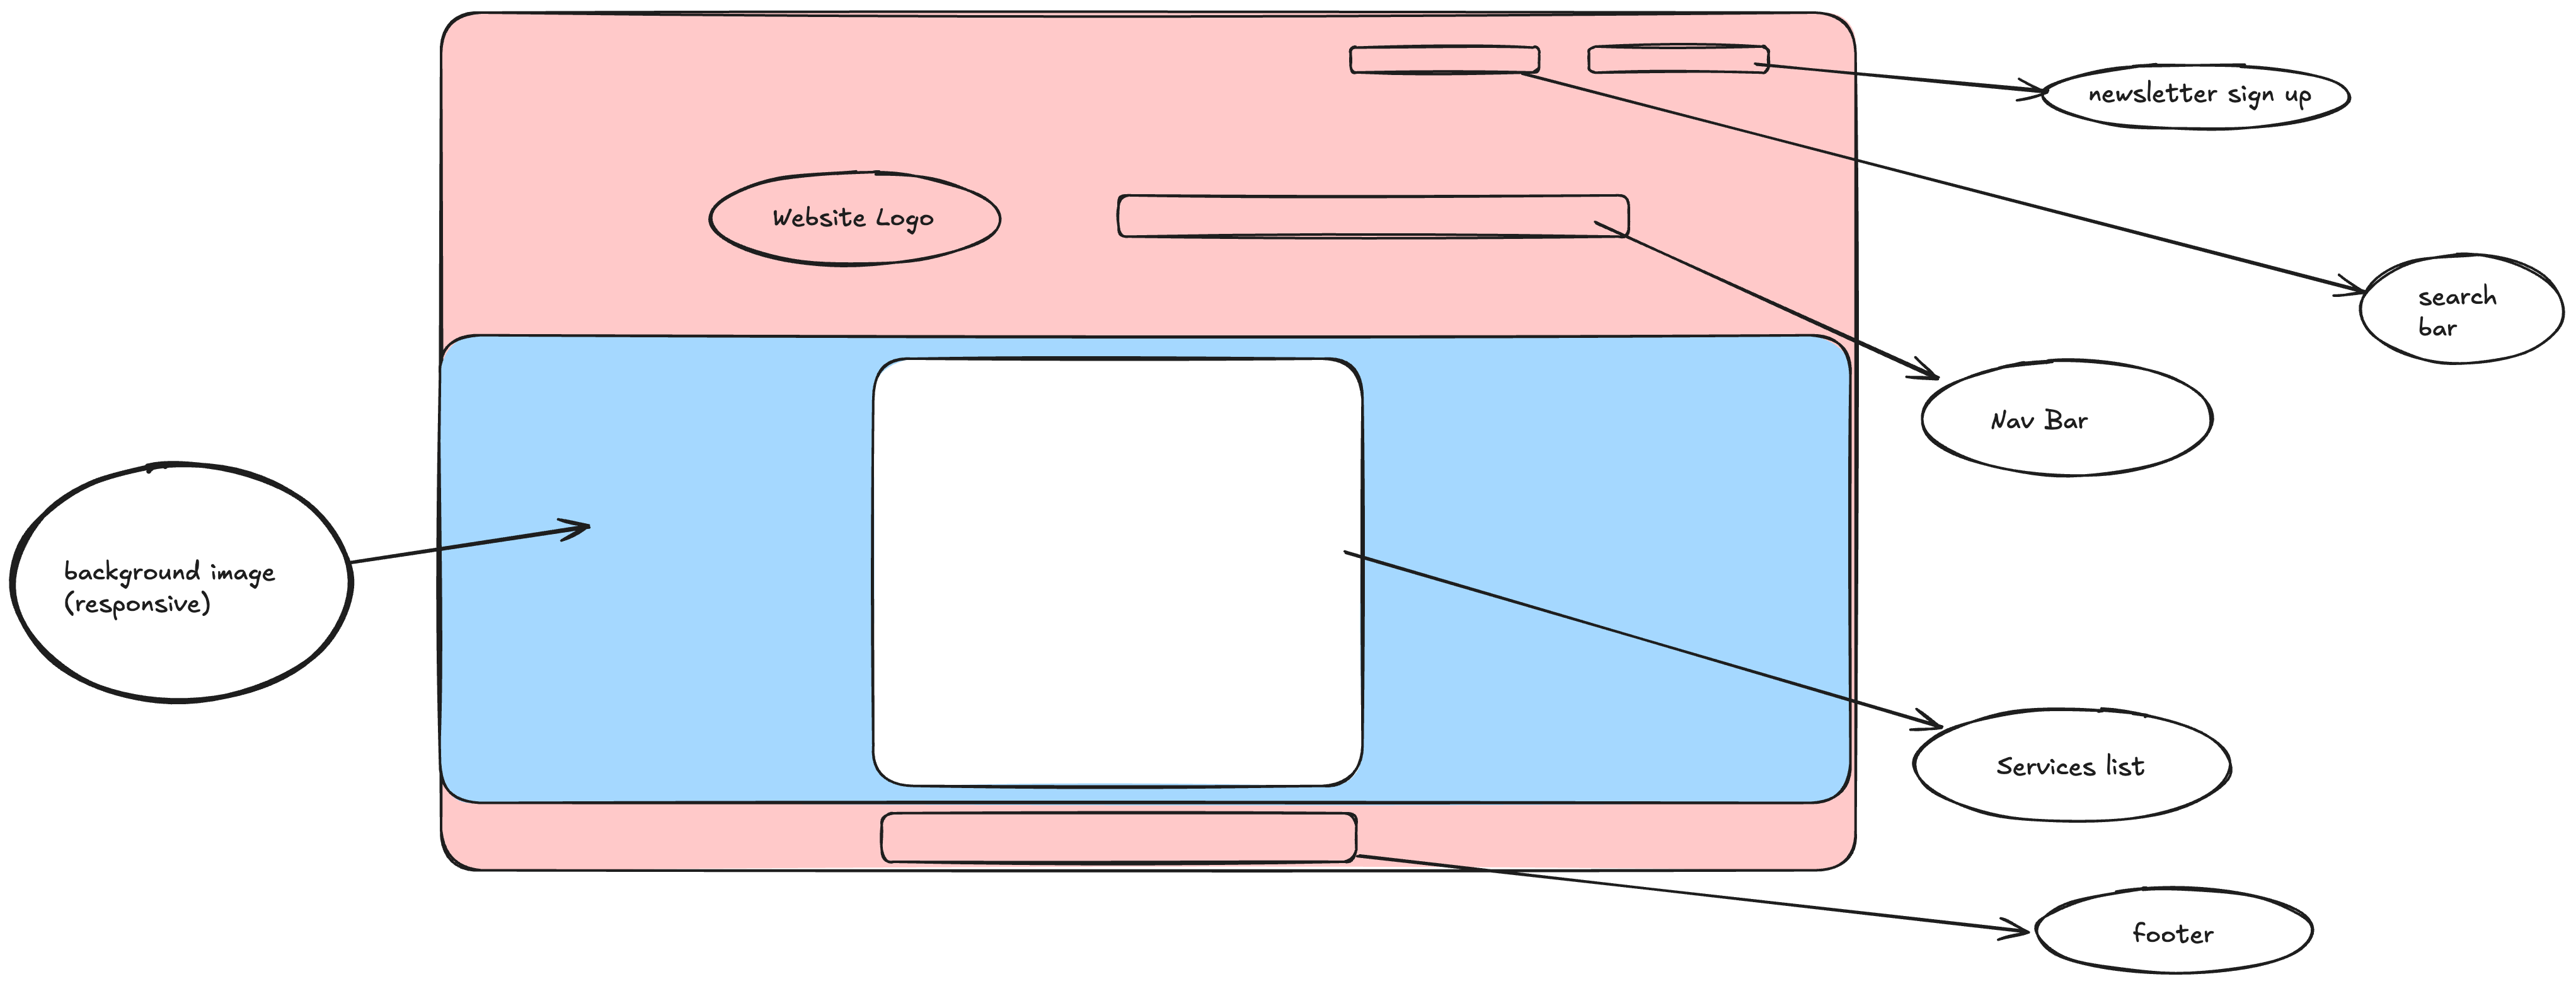 newsletter sign up
Website Logo
search
bar
Nav Bar
background image
(responsive)
Services list
footer